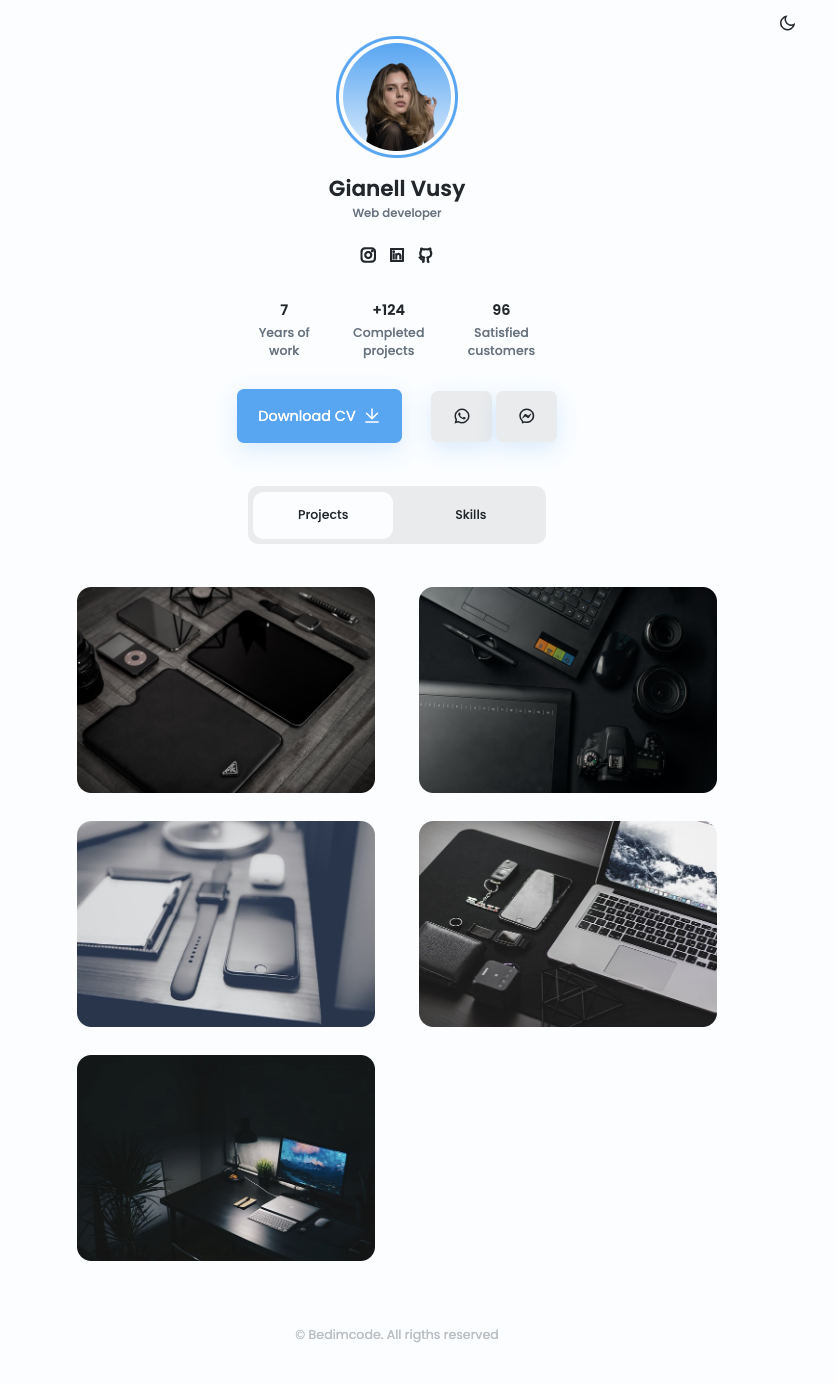 Gianell Vusy
Web developer
7
Years of
work
+124
Completed
projects
96
Satisfied
customers
Download CV
Projects
Skills
© Bedimcode. All rigths reserved